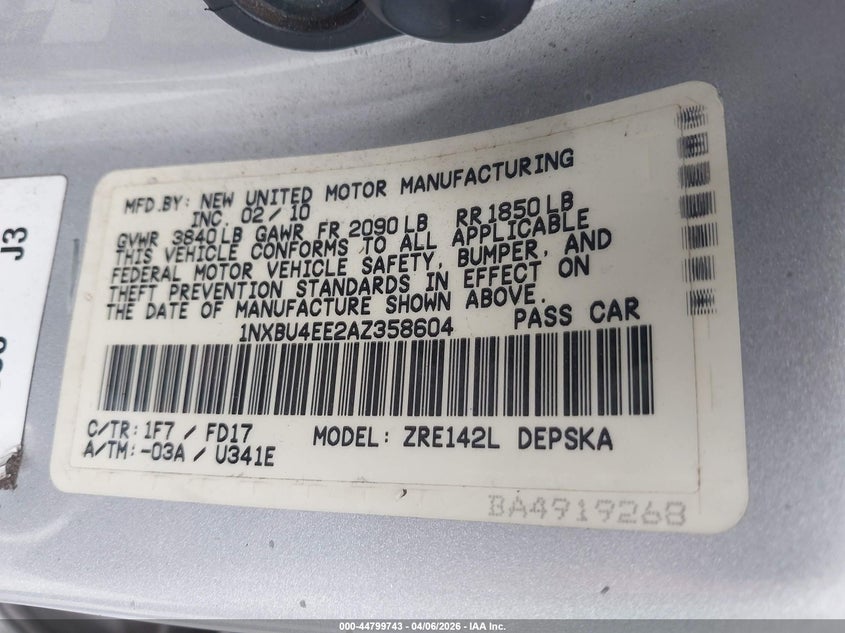 MFD.BY: NEW UNITED MOTOR MANUFACTURING
INC. 02/10
GVWR 3840LB GAWR FR 2090LB RR1850LB
THIS VEHICLE CONFORMS TO ALL APPLICABLE
FEDERAL MOTOR VEHICLE SAFETY, BUMPER, AND
THEFT PREVENTION STANDARDS IN EFFECT ON
THE DATE OF MANUFACTURE SHOWN ABOVE.
1NXBU4EE2AZ358604 PASS CAR
C/TR: 1F7 / FD17 MODEL: ZRE142L DEPSKA
A/TM: -03A / U341E
BA4919268
J3
000-44799743 - 04/06/2026 - IAA Inc.